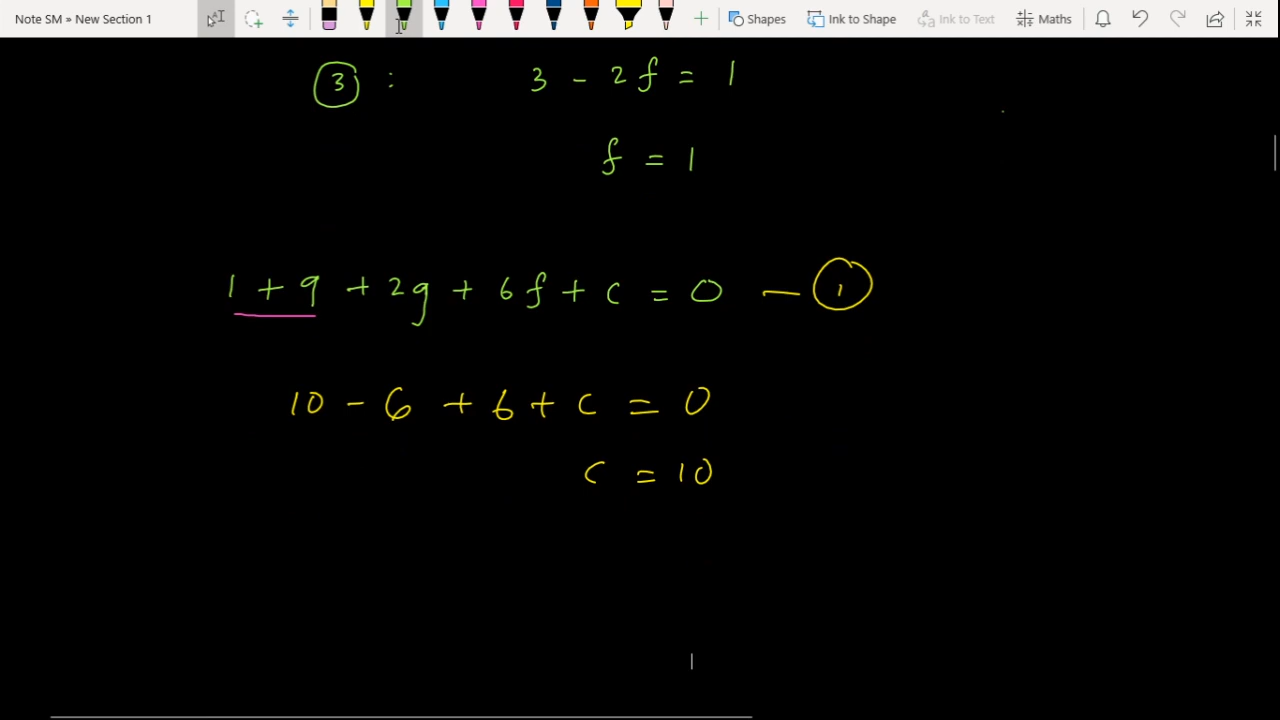 Note SM » New Section 1
Shapes
Ink to Shape
Ink to Text
Maths
3 : 3 - 2f = 1
f = 1
1 + 9 + 2g + 6f + c = 0 — 1
10 - 6 + 6 + c = 0
c = 10